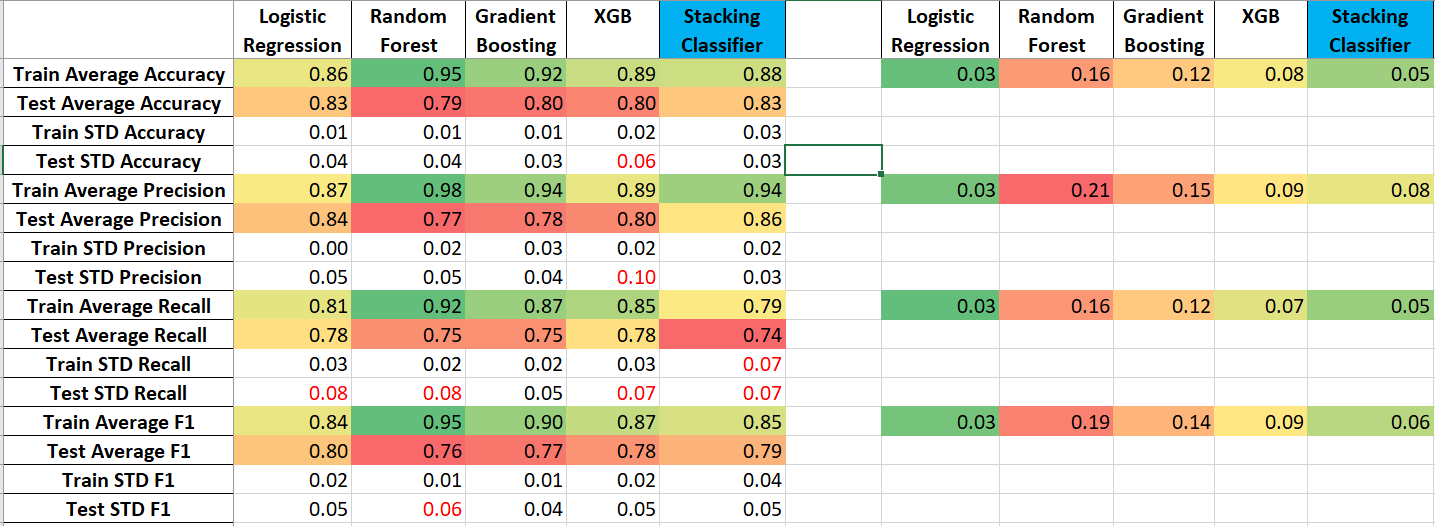 Logistic Random Gradient XGB Stacking Logistic Random Gradient XGB Stacking
Regression Forest Boosting Classifier Regression Forest Boosting Classifier
Train Average Accuracy 0.86 0.95 0.92 0.89 0.88 0.03 0.16 0.12 0.08 0.05
Test Average Accuracy 0.83 0.79 0.80 0.80 0.83
Train STD Accuracy 0.01 0.01 0.01 0.02 0.03
Test STD Accuracy 0.04 0.04 0.03 0.06 0.03
Train Average Precision 0.87 0.98 0.94 0.89 0.94 0.03 0.21 0.15 0.09 0.08
Test Average Precision 0.84 0.77 0.78 0.80 0.86
Train STD Precision 0.00 0.02 0.03 0.02 0.02
Test STD Precision 0.05 0.05 0.04 0.10 0.03
Train Average Recall 0.81 0.92 0.87 0.85 0.79 0.03 0.16 0.12 0.07 0.05
Test Average Recall 0.78 0.75 0.75 0.78 0.74
Train STD Recall 0.03 0.02 0.02 0.03 0.07
Test STD Recall 0.08 0.08 0.05 0.07 0.07
Train Average F1 0.84 0.95 0.90 0.87 0.85 0.03 0.19 0.14 0.09 0.06
Test Average F1 0.80 0.76 0.77 0.78 0.79
Train STD F1 0.02 0.01 0.01 0.02 0.04
Test STD F1 0.05 0.06 0.04 0.05 0.05